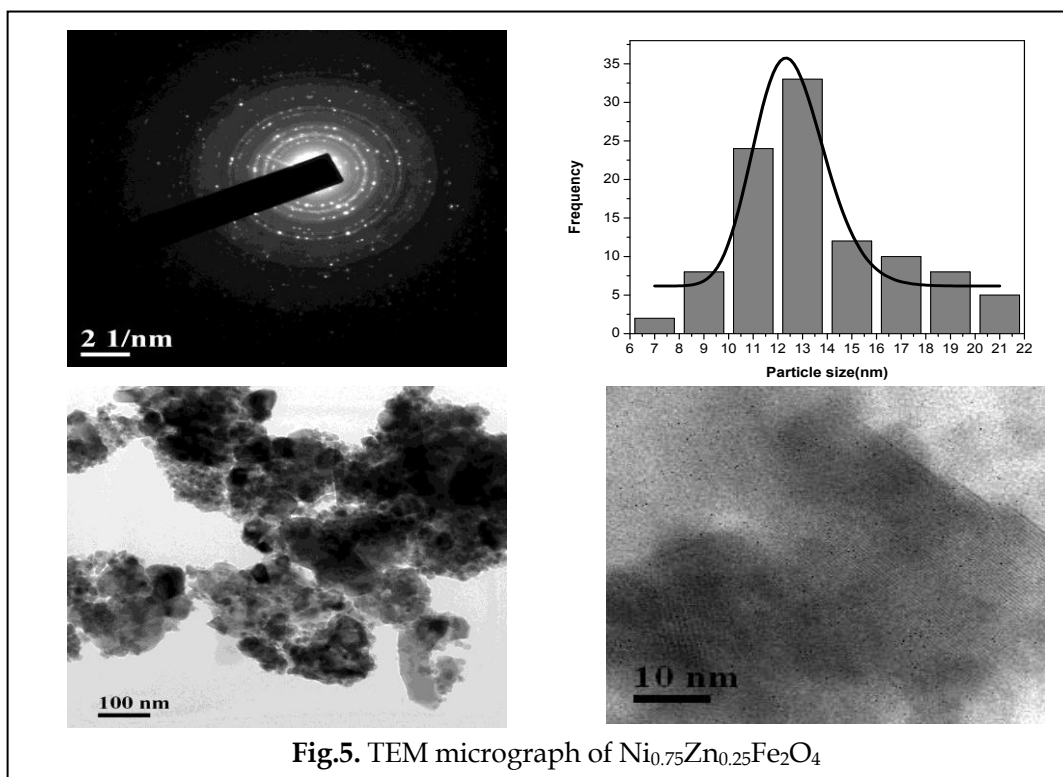 2 1/nm
Frequency
35
30
25
20
15
10
5
0
6 7 8 9 10 11 12 13 14 15 16 17 18 19 20 21 22
Particle size(nm)
100 nm
10 nm
Fig.5. TEM micrograph of Ni₀.₇₅Zn₀.₂₅Fe₂O₄